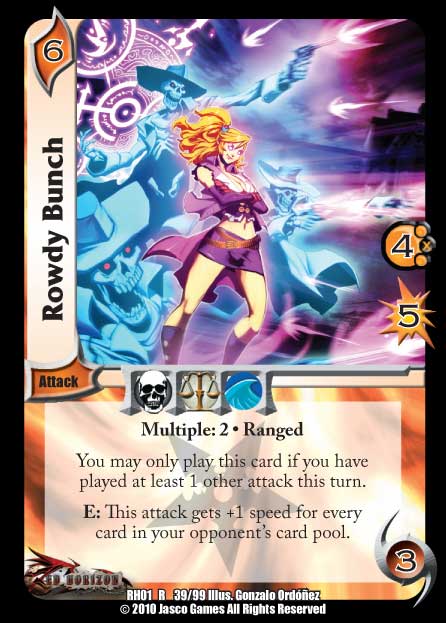 6
Rowdy Bunch
4
5
Attack
Multiple: 2 • Ranged
You may only play this card if you have
played at least 1 other attack this turn.
E: This attack gets +1 speed for every
card in your opponent's card pool.
3
RED HORIZON
RH01 R 39/99 Illus. Gonzalo Ordóñez
© 2010 Jasco Games All Rights Reserved